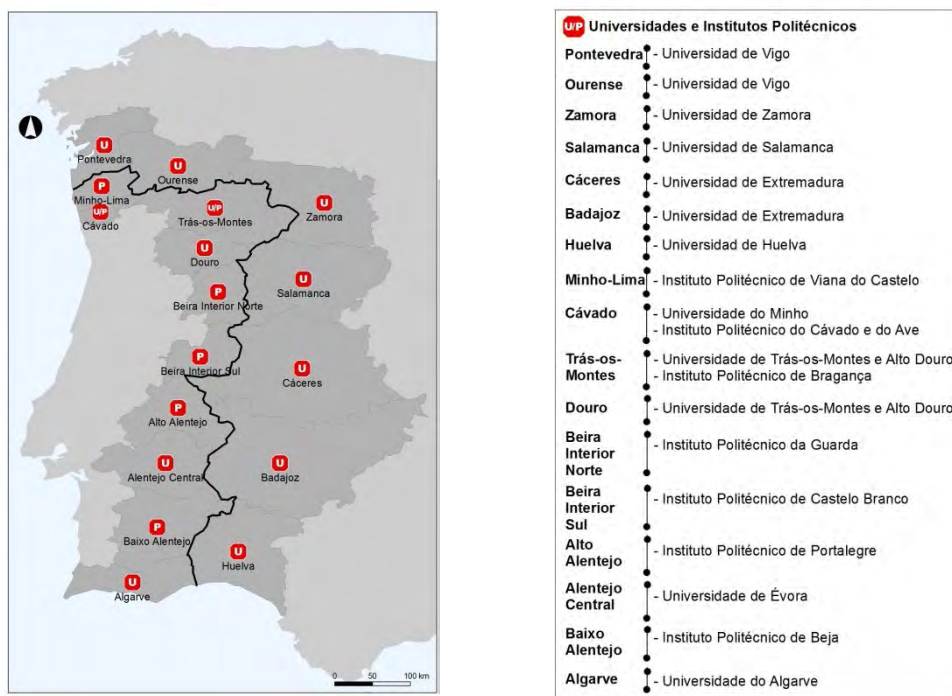 U
Pontevedra
U
Ourense
P
Minho-Lima
U/P
Cávado
U/P
Trás-os-Montes
U
Zamora
U
Douro
U
Salamanca
P
Beira Interior Norte
P
Beira Interior Sul
U
Cáceres
P
Alto Alentejo
U
Alentejo Central
U
Badajoz
P
Baixo Alentejo
U
Huelva
U
Algarve
0 50 100 km
U/P Universidades e Institutos Politécnicos
Pontevedra - Universidad de Vigo
Ourense - Universidad de Vigo
Zamora - Universidad de Zamora
Salamanca - Universidad de Salamanca
Cáceres - Universidad de Extremadura
Badajoz - Universidad de Extremadura
Huelva - Universidad de Huelva
Minho-Lima - Instituto Politécnico de Viana do Castelo
Cávado - Universidade do Minho
- Instituto Politécnico do Cávado e do Ave
Trás-os- - Universidade de Trás-os-Montes e Alto Douro
Montes - Instituto Politécnico de Bragança
Douro - Universidade de Trás-os-Montes e Alto Douro
Beira
Interior - Instituto Politécnico da Guarda
Norte
Beira
Interior - Instituto Politécnico de Castelo Branco
Sul
Alto
Alentejo - Instituto Politécnico de Portalegre
Alentejo
Central - Universidade de Évora
Baixo
Alentejo - Instituto Politécnico de Beja
Algarve - Universidade do Algarve